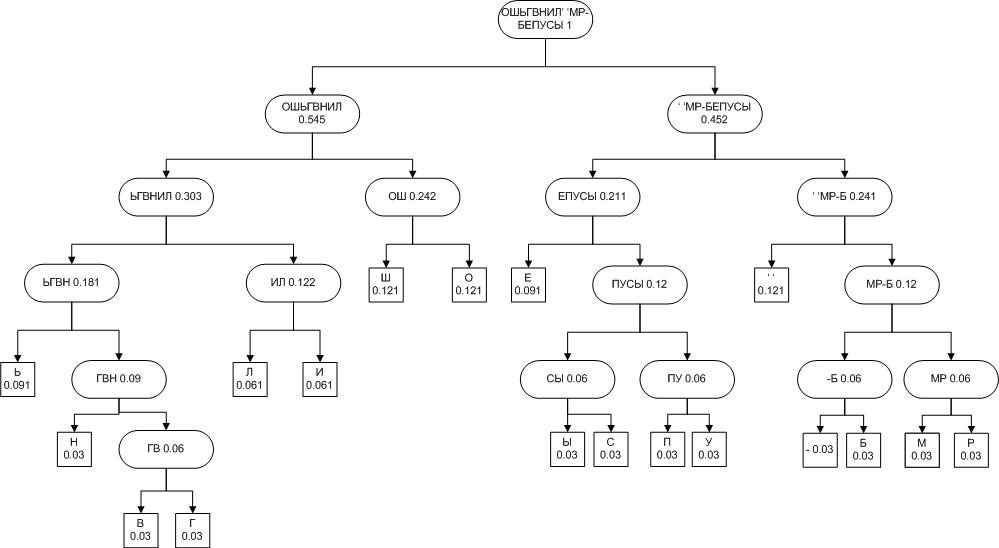 ОШЬГВНИЛ' 'МР-
БЕПУСЫ 1
ОШЬГВНИЛ
0.545
' 'МР-БЕПУСЫ
0.452
ЬГВНИЛ 0.303
ОШ 0.242
ЕПУСЫ 0.211
' 'МР-Б 0.241
ЬГВН 0.181
ИЛ 0.122
Ш
0.121
О
0.121
Е
0.091
ПУСЫ 0.12
' '
0.121
МР-Б 0.12
Ь
0.091
ГВН 0.09
Л
0.061
И
0.061
СЫ 0.06
ПУ 0.06
-Б 0.06
МР 0.06
Н
0.03
ГВ 0.06
Ы
0.03
С
0.03
П
0.03
У
0.03
- 0.03
Б
0.03
М
0.03
Р
0.03
В
0.03
Г
0.03